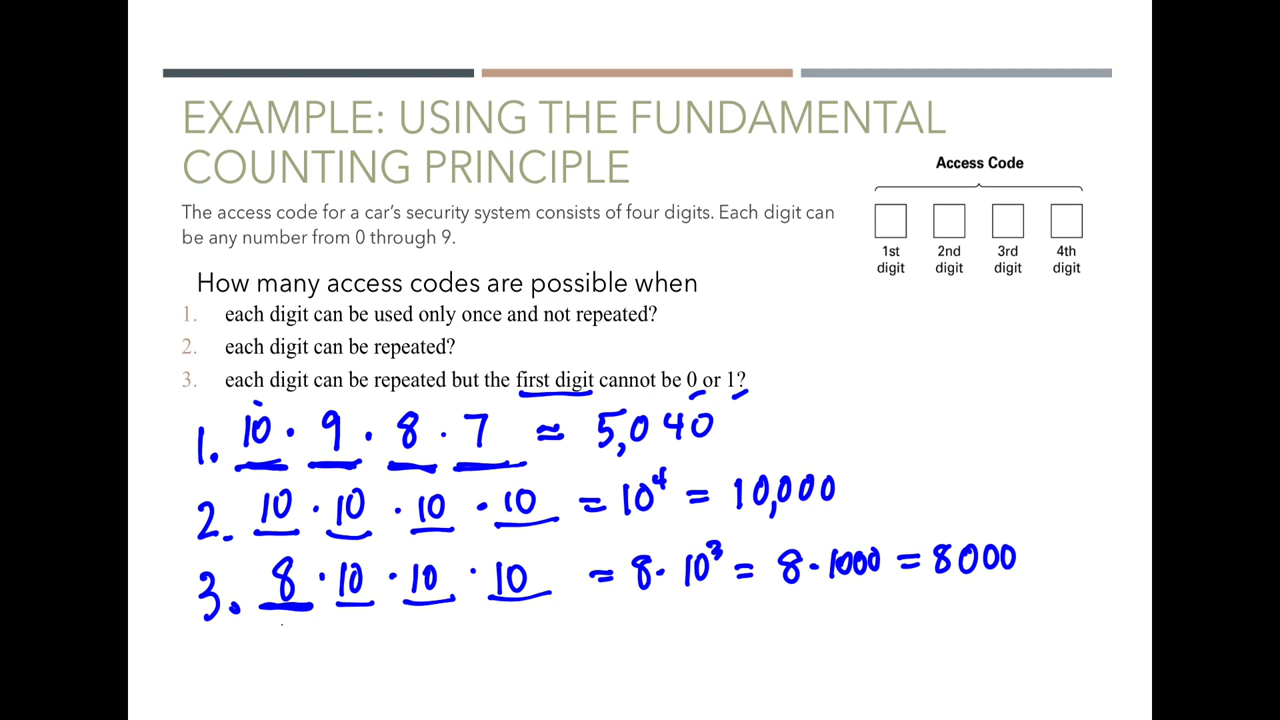 EXAMPLE: USING THE FUNDAMENTAL
COUNTING PRINCIPLE
Access Code
1st digit
2nd digit
3rd digit
4th digit
The access code for a car's security system consists of four digits. Each digit can
be any number from 0 through 9.
How many access codes are possible when
1. each digit can be used only once and not repeated?
2. each digit can be repeated?
3. each digit can be repeated but the first digit cannot be 0 or 1?
1. 10 · 9 · 8 · 7 = 5,040
2. 10 · 10 · 10 · 10 = 10⁴ = 10,000
3. 8 · 10 · 10 · 10 = 8 · 10³ = 8 · 1000 = 8000